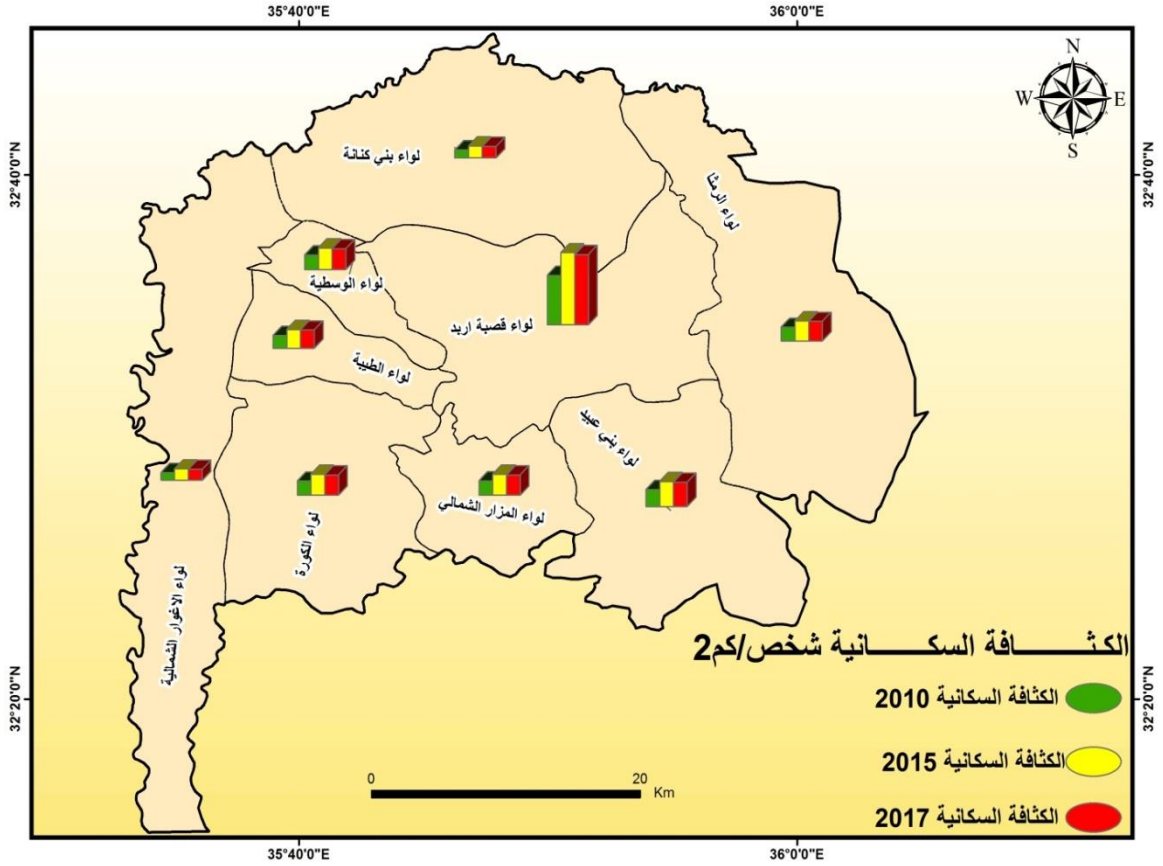 35°40'0"E
36°0'0"E
N
W
E
S
32°40'0"N
32°40'0"N
لواء بني كنانة
لواء الرمثا
لواء الوسطية
لواء قصبة اربد
لواء الطيبة
لواء بني عبيد
لواء المزار الشمالي
لواء الكورة
لواء الاغوار الشمالية
الكثـــــــــافة السكـــــــــانية شخص/كم2
الكثافة السكانية 2010
الكثافة السكانية 2015
الكثافة السكانية 2017
32°20'0"N
32°20'0"N
0
20
Km
35°40'0"E
36°0'0"E